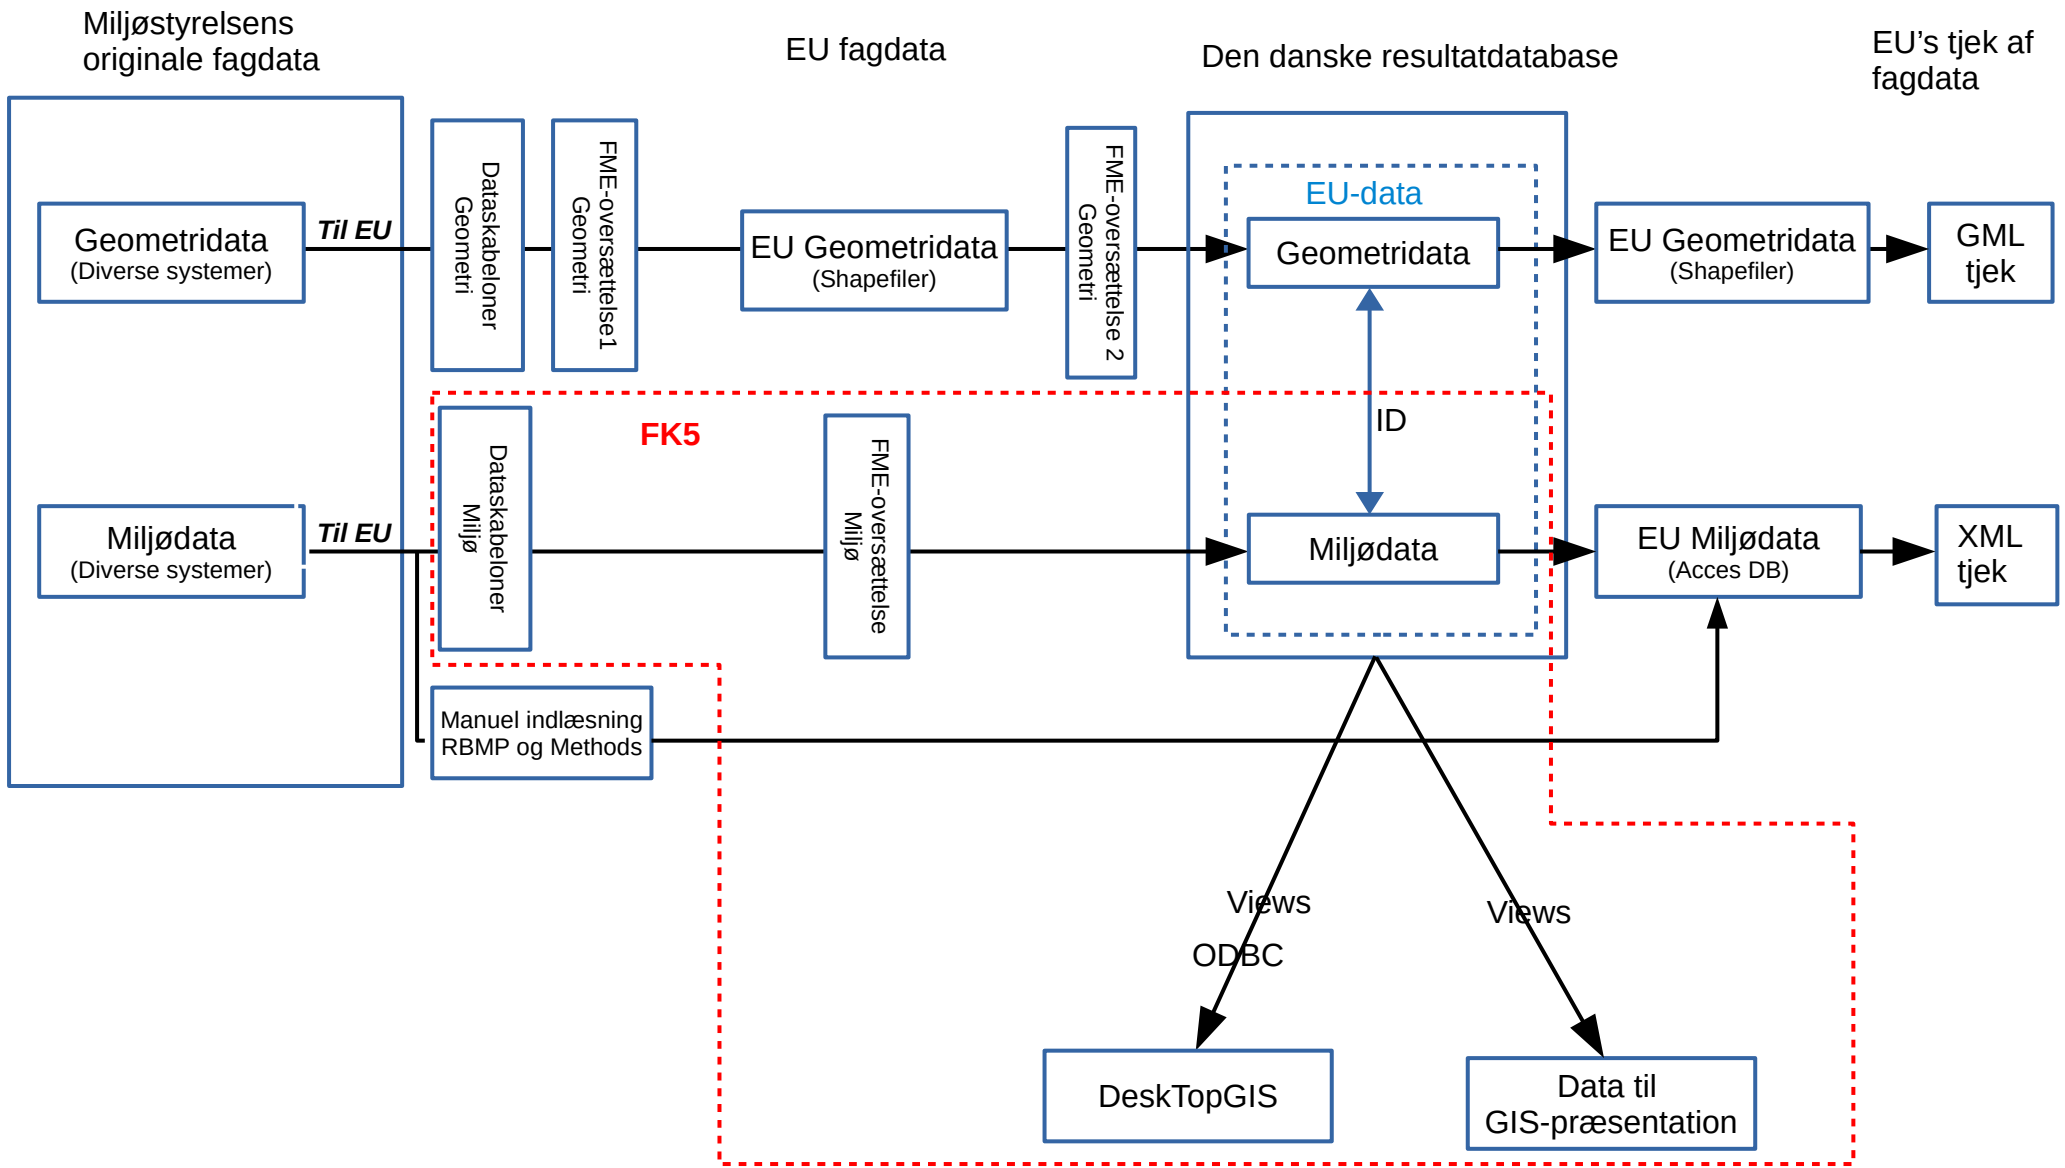 Miljøstyrelsens
originale fagdata
EU fagdata
Den danske resultatdatabase
EU’s tjek af
fagdata
Geometridata
(Diverse systemer)
Til EU
Dataskabeloner
Geometri
FME-oversættelse1
Geometri
EU Geometridata
(Shapefiler)
FME-oversættelse 2
Geometri
EU-data
Geometridata
EU Geometridata
(Shapefiler)
GML
tjek
FK5
ID
Miljødata
(Diverse systemer)
Til EU
Dataskabeloner
Miljø
FME-oversættelse
Miljø
Miljødata
EU Miljødata
(Acces DB)
XML
tjek
Manuel indlæsning
RBMP og Methods
Views
ODBC
Views
DeskTopGIS
Data til
GIS-præsentation